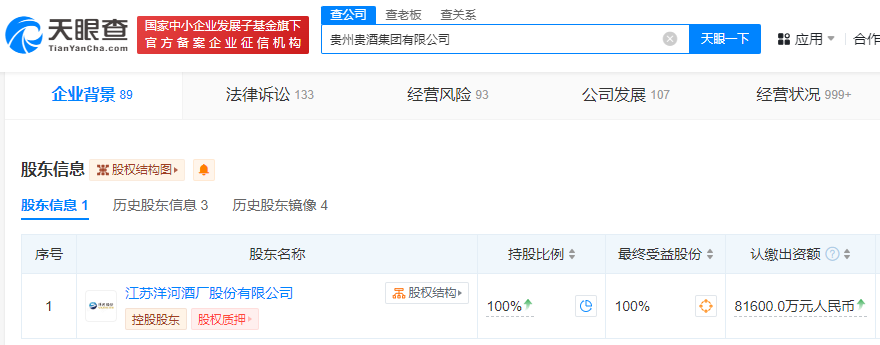 天眼查
TianYanCha.com
国家中小企业发展子基金旗下
官方备案企业征信机构
查公司 查老板 查关系
贵州贵酒集团有限公司
天眼一下
应用
合作
企业背景 89 法律诉讼 133 经营风险 93 公司发展 107 经营状况 999+
股东信息 股权结构图
股东信息 1 历史股东信息 3 历史股东镜像 4
序号 股东名称 持股比例 最终受益股份 认缴出资额
1 江苏洋河酒厂股份有限公司 股权结构 100% 100% 81600.0万元人民币
控股股东 股权质押